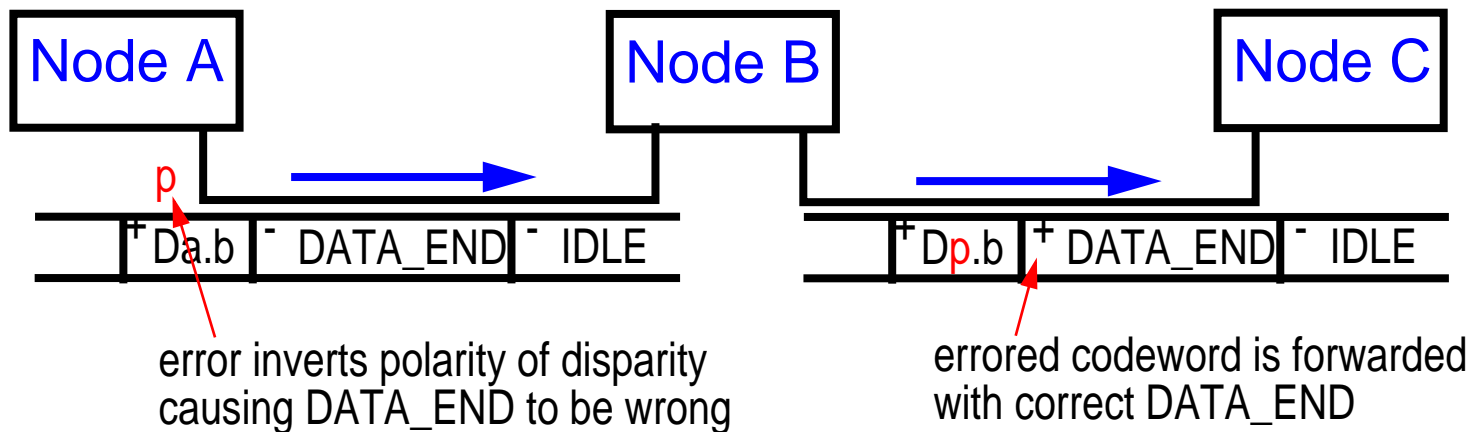 Node A
Node B
Node C
p
+ Da.b - DATA_END - IDLE
+ Dp.b + DATA_END - IDLE
error inverts polarity of disparity
causing DATA_END to be wrong
errored codeword is forwarded
with correct DATA_END